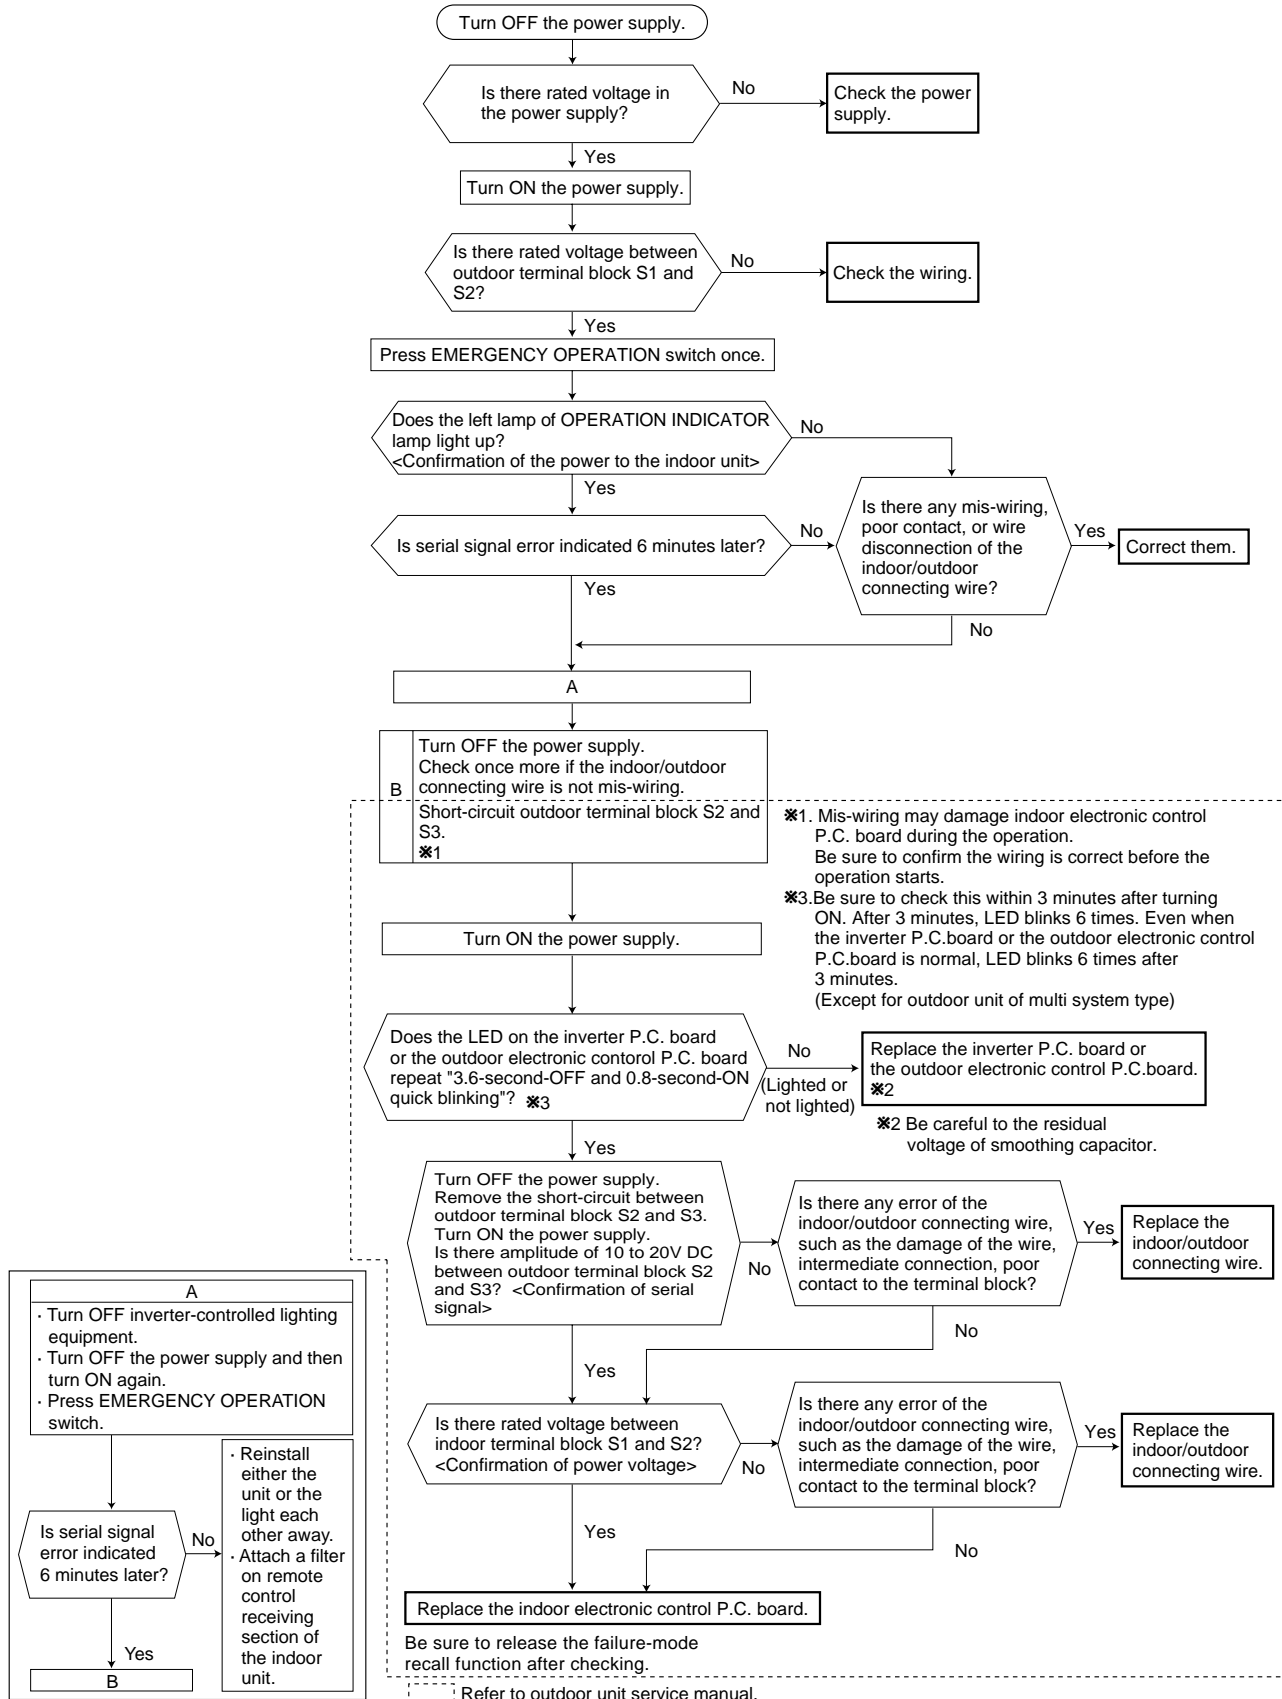 Turn OFF the power supply.
Is there rated voltage in
the power supply?
No
Check the power
supply.
Yes
Turn ON the power supply.
Is there rated voltage between
outdoor terminal block S1 and
S2?
No
Check the wiring.
Yes
Press EMERGENCY OPERATION switch once.
Does the left lamp of OPERATION INDICATOR
lamp light up?
<Confirmation of the power to the indoor unit>
No
Yes
Is serial signal error indicated 6 minutes later?
No
Is there any mis-wiring,
poor contact, or wire
disconnection of the
indoor/outdoor
connecting wire?
Yes
Correct them.
Yes
No
A
B
Turn OFF the power supply.
Check once more if the indoor/outdoor
connecting wire is not mis-wiring.
Short-circuit outdoor terminal block S2 and
S3.
※1
※1. Mis-wiring may damage indoor electronic control
P.C. board during the operation.
Be sure to confirm the wiring is correct before the
operation starts.
※3.Be sure to check this within 3 minutes after turning
ON. After 3 minutes, LED blinks 6 times. Even when
the inverter P.C.board or the outdoor electronic control
P.C.board is normal, LED blinks 6 times after
3 minutes.
(Except for outdoor unit of multi system type)
Turn ON the power supply.
Does the LED on the inverter P.C. board
or the outdoor electronic contorol P.C. board
repeat "3.6-second-OFF and 0.8-second-ON
quick blinking"? ※3
No
(Lighted or
not lighted)
Replace the inverter P.C. board or
the outdoor electronic control P.C.board.
※2
※2 Be careful to the residual
voltage of smoothing capacitor.
Yes
Turn OFF the power supply.
Remove the short-circuit between
outdoor terminal block S2 and S3.
Turn ON the power supply.
Is there amplitude of 10 to 20V DC
between outdoor terminal block S2
and S3? <Confirmation of serial
signal>
No
Is there any error of the
indoor/outdoor connecting wire,
such as the damage of the wire,
intermediate connection, poor
contact to the terminal block?
Yes
Replace the
indoor/outdoor
connecting wire.
No
Yes
Is there rated voltage between
indoor terminal block S1 and S2?
<Confirmation of power voltage>
No
Is there any error of the
indoor/outdoor connecting wire,
such as the damage of the wire,
intermediate connection, poor
contact to the terminal block?
Yes
Replace the
indoor/outdoor
connecting wire.
Yes
No
Replace the indoor electronic control P.C. board.
Be sure to release the failure-mode
recall function after checking.
: Refer to outdoor unit service manual.
A
· Turn OFF inverter-controlled lighting
equipment.
· Turn OFF the power supply and then
turn ON again.
· Press EMERGENCY OPERATION
switch.
Is serial signal
error indicated
6 minutes later?
No
· Reinstall
either the
unit or the
light each
other away.
· Attach a filter
on remote
control
receiving
section of
the indoor
unit.
Yes
B